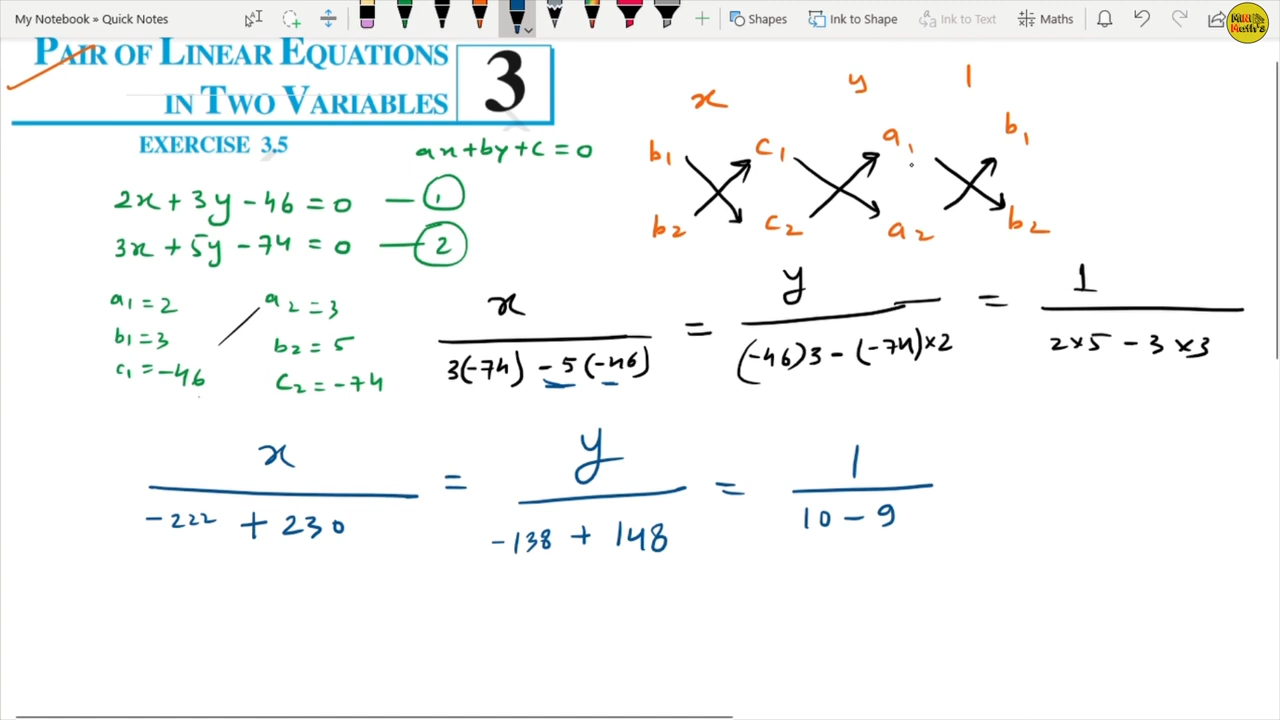 My Notebook » Quick Notes
Shapes Ink to Shape Ink to Text Maths
PAIR OF LINEAR EQUATIONS
IN TWO VARIABLES
3
EXERCISE 3.5
ax+by+c=0
2x+3y-46=0 — 1
3x+5y-74=0 — 2
a1=2 a2=3
b1=3 b2=5
c1=-46 c2=-74
x y 1
b1 c1 a1 b1
b2 c2 a2 b2
x = y = 1
3(-74) -5(-46) (-46)3-(-74)×2 2×5-3×3
x = y = 1
-222 + 230 -138 + 148 10-9